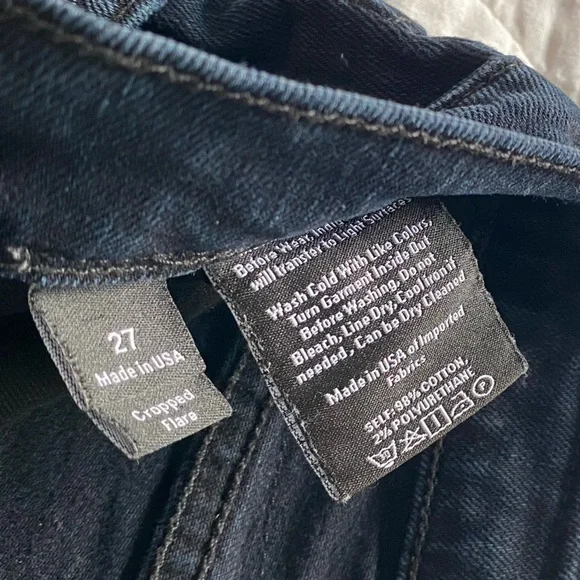 27
Made in USA
Cropped
Flare
Before Wear, Indigo
will transfer to Light Surfaces
Wash Cold With Like Colors,
Turn Garment Inside Out
Before Washing, Do not
Bleach, Line Dry, Cool Iron if
needed, Can be Dry Cleaned
Made in USA of Imported
Fabrics
SELF: 98% COTTON,
2% POLYURETHANE